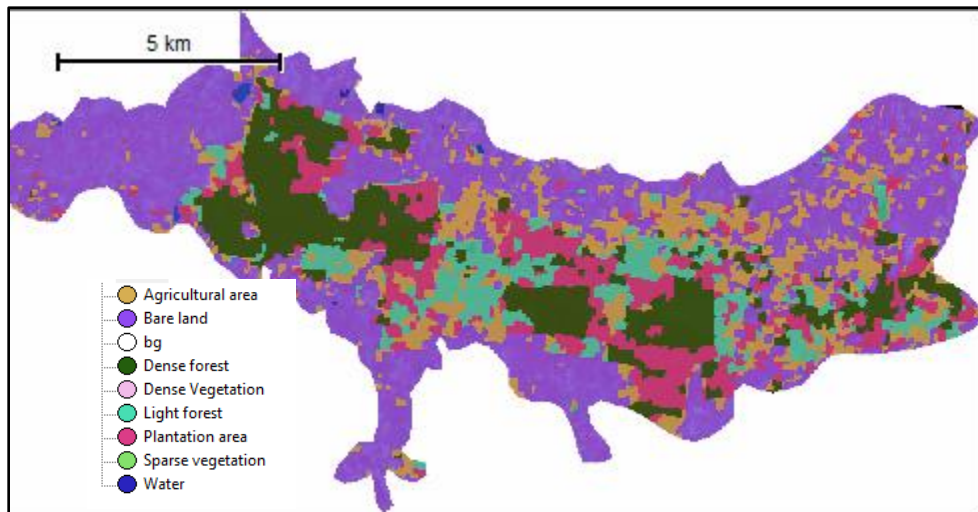 5 km
Agricultural area
Bare land
bg
Dense forest
Dense Vegetation
Light forest
Plantation area
Sparse vegetation
Water